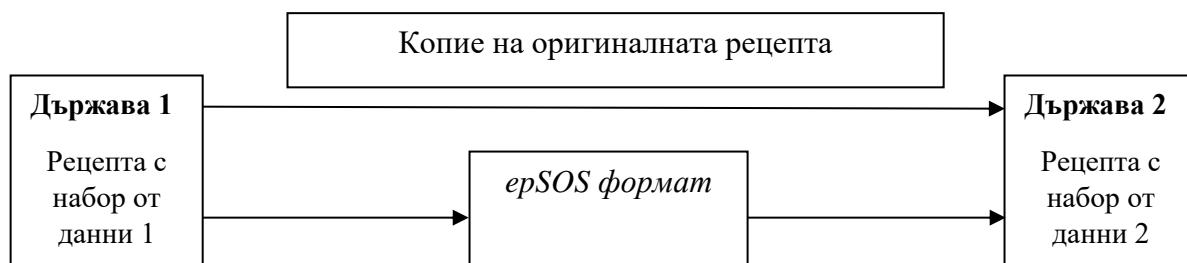 Копие на оригиналната рецепта
Държава 1
Рецепта с
набор от
данни 1
epSOS формат
Държава 2
Рецепта с
набор от
данни 2